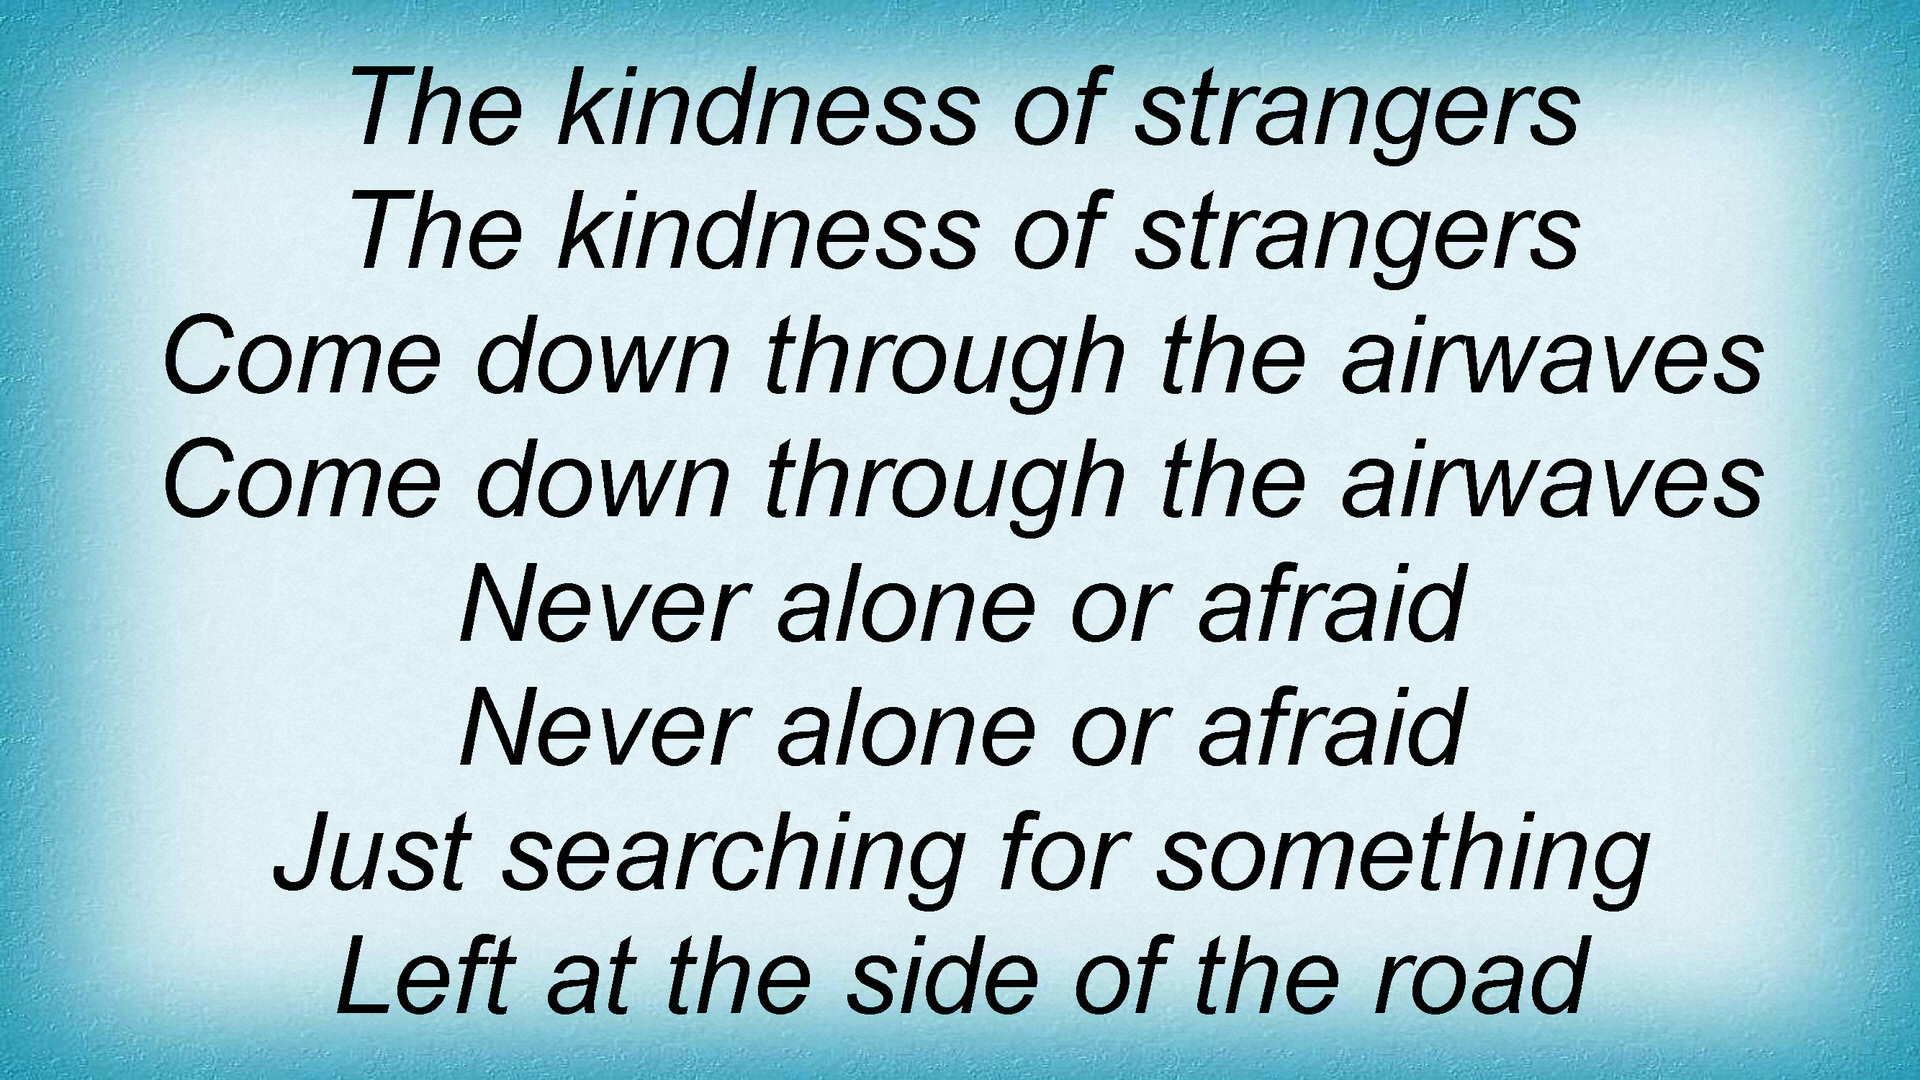 The kindness of strangers
The kindness of strangers
Come down through the airwaves
Come down through the airwaves
Never alone or afraid
Never alone or afraid
Just searching for something
Left at the side of the road